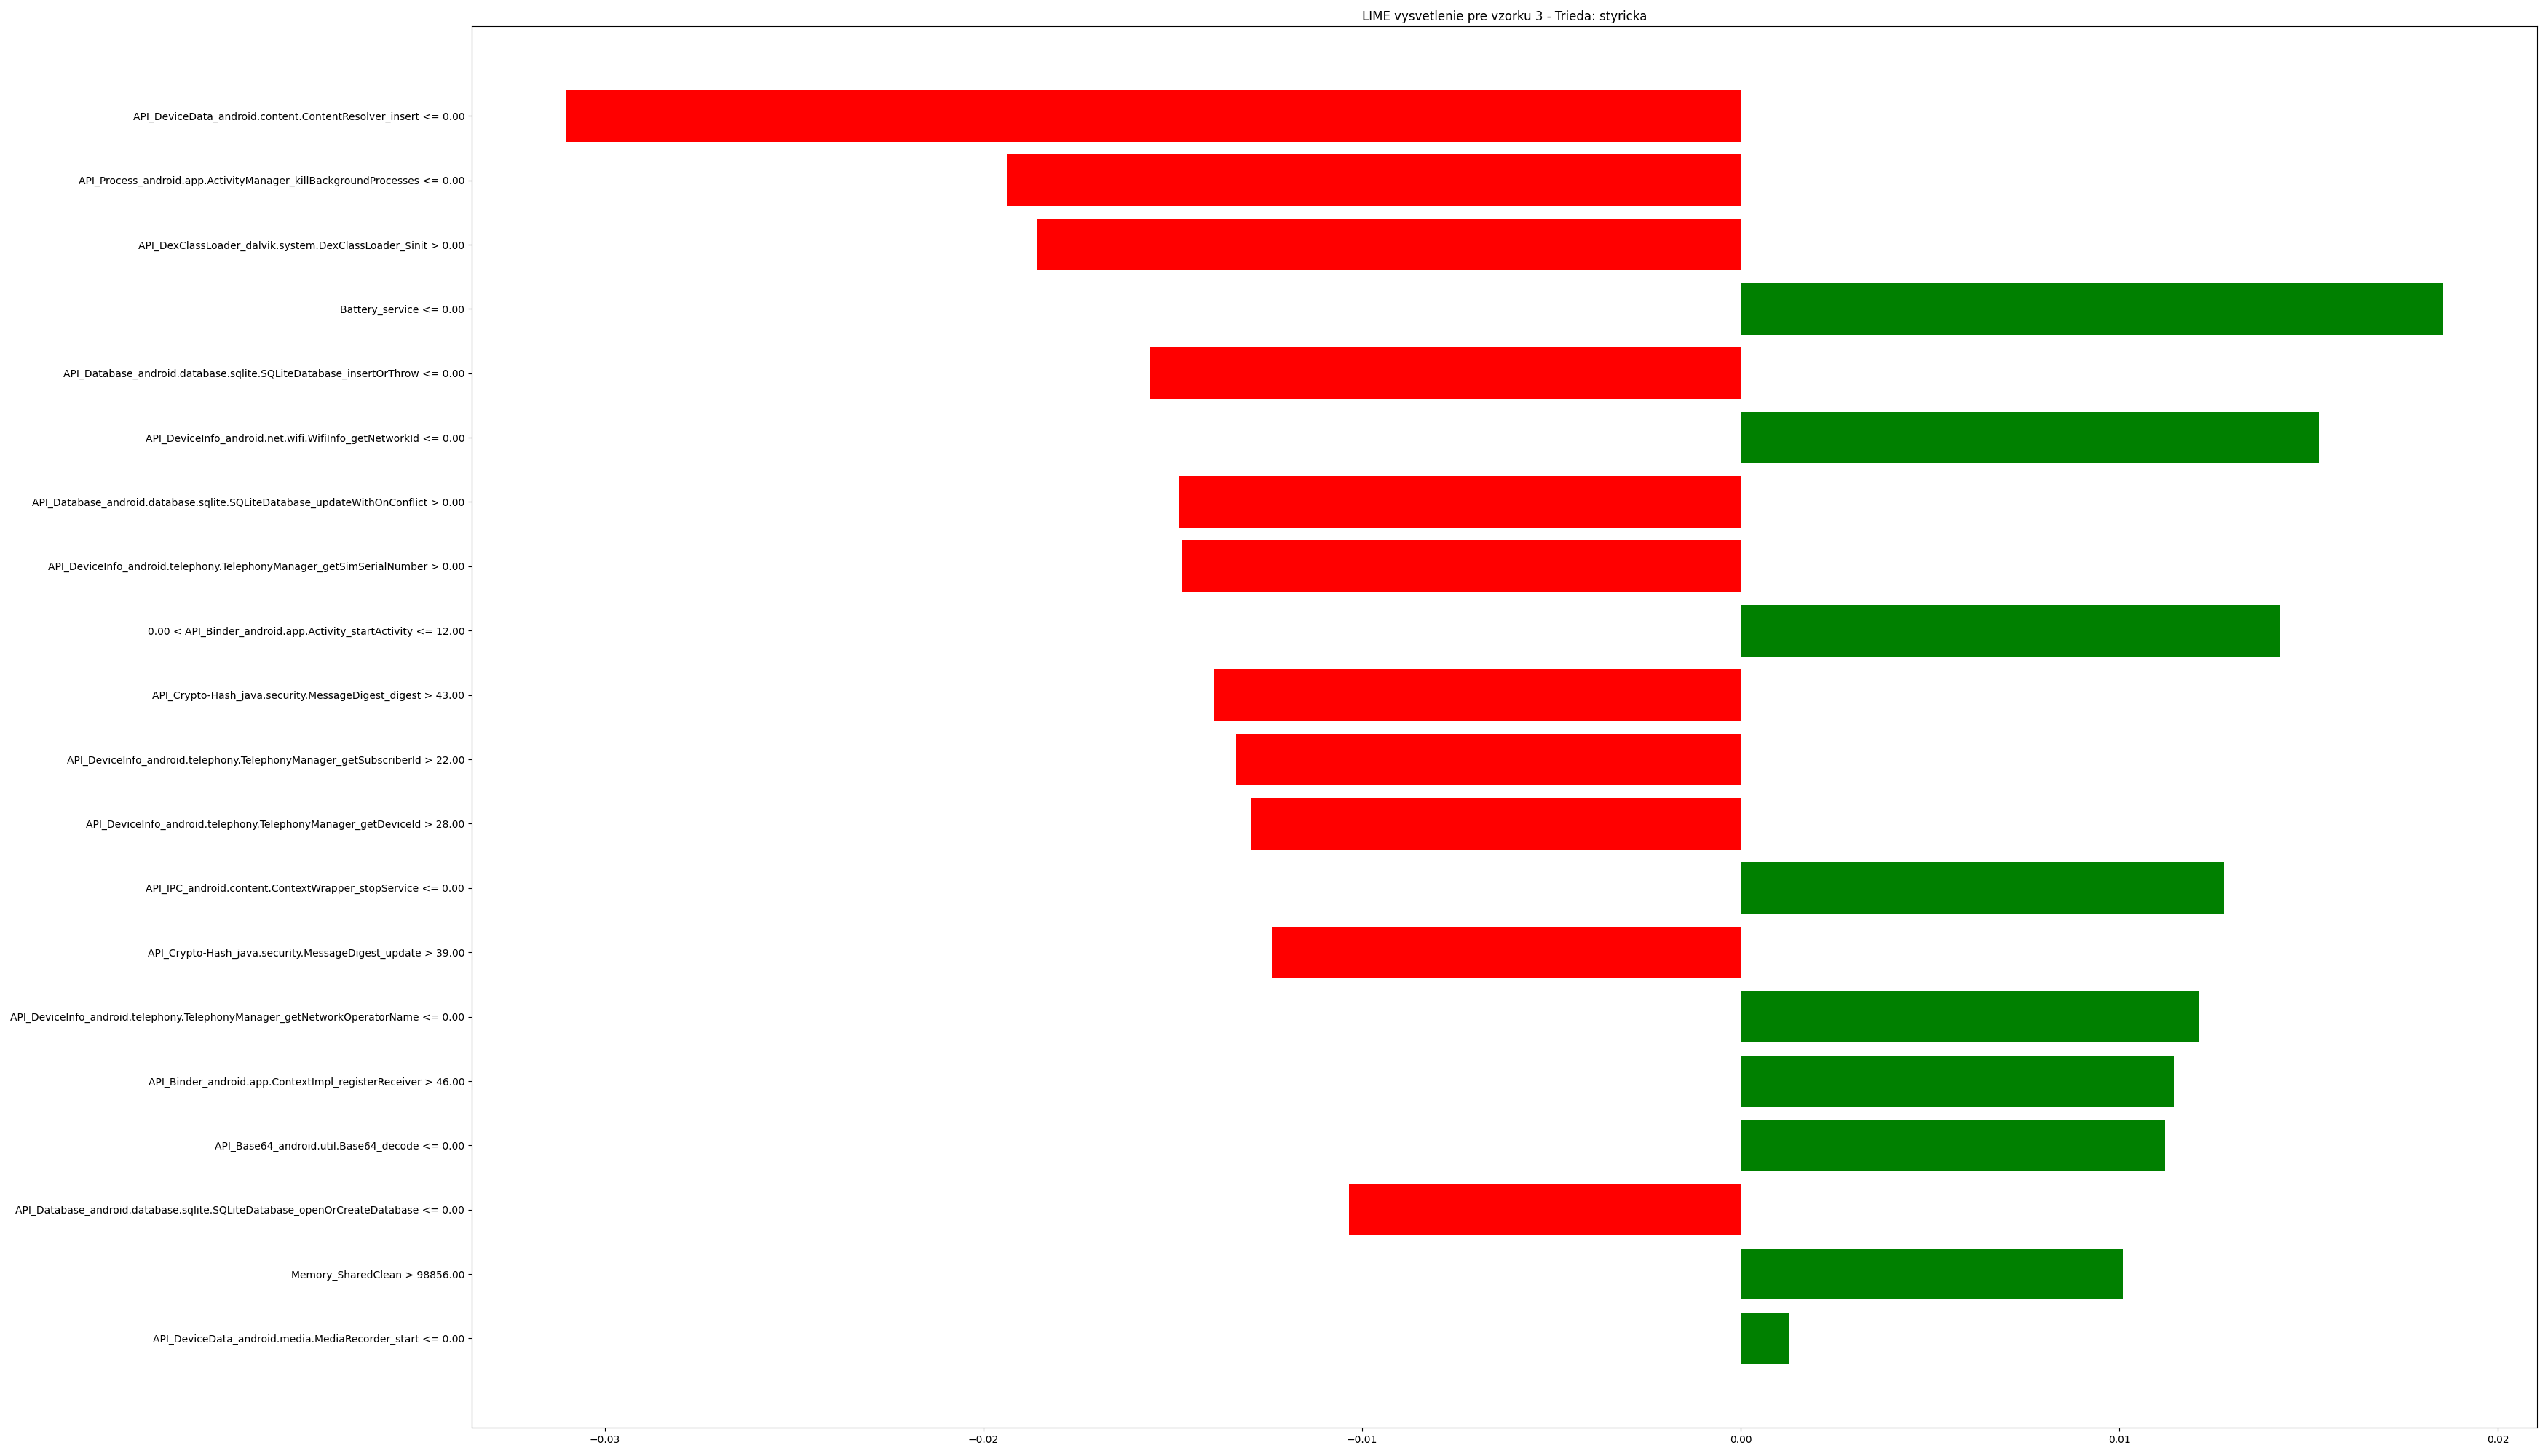 LIME vysvetlenie pre vzorku 3 - Trieda: styricka
API_DeviceData_android.content.ContentResolver_insert <= 0.00
API_Process_android.app.ActivityManager_killBackgroundProcesses <= 0.00
API_DexClassLoader_dalvik.system.DexClassLoader_$init > 0.00
Battery_service <= 0.00
API_Database_android.database.sqlite.SQLiteDatabase_insertOrThrow <= 0.00
API_DeviceInfo_android.net.wifi.WifiInfo_getNetworkId <= 0.00
API_Database_android.database.sqlite.SQLiteDatabase_updateWithOnConflict > 0.00
API_DeviceInfo_android.telephony.TelephonyManager_getSimSerialNumber > 0.00
0.00 < API_Binder_android.app.Activity_startActivity <= 12.00
API_Crypto-Hash_java.security.MessageDigest_digest > 43.00
API_DeviceInfo_android.telephony.TelephonyManager_getSubscriberId > 22.00
API_DeviceInfo_android.telephony.TelephonyManager_getDeviceId > 28.00
API_IPC_android.content.ContextWrapper_stopService <= 0.00
API_Crypto-Hash_java.security.MessageDigest_update > 39.00
API_DeviceInfo_android.telephony.TelephonyManager_getNetworkOperatorName <= 0.00
API_Binder_android.app.ContextImpl_registerReceiver > 46.00
API_Base64_android.util.Base64_decode <= 0.00
API_Database_android.database.sqlite.SQLiteDatabase_openOrCreateDatabase <= 0.00
Memory_SharedClean > 98856.00
API_DeviceData_android.media.MediaRecorder_start <= 0.00
−0.03 −0.02 −0.01 0.00 0.01 0.02